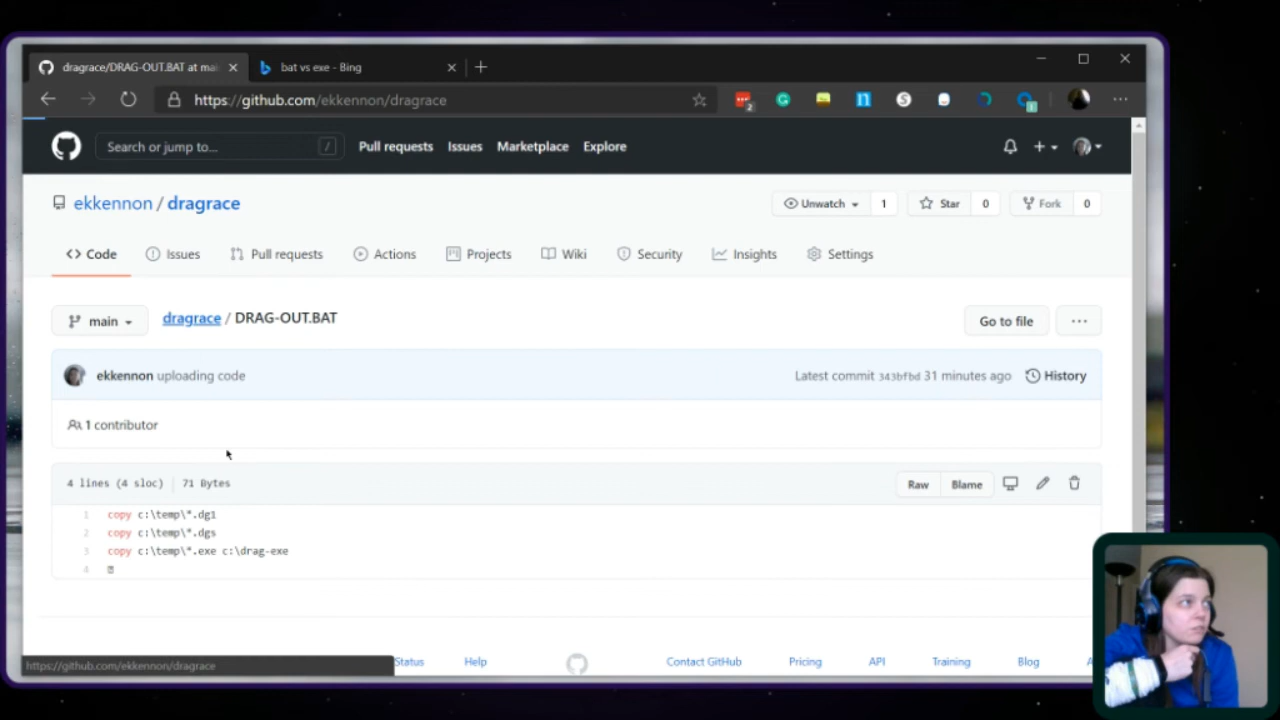 dragrace/DRAG-OUT.BAT at mai
bat vs exe - Bing
https://github.com/ekkennon/dragrace
2
1
Search or jump to...
/
Pull requests
Issues
Marketplace
Explore
ekkennon / dragrace
Unwatch
1
Star
0
Fork
0
<> Code
Issues
Pull requests
Actions
Projects
Wiki
Security
Insights
Settings
main
dragrace / DRAG-OUT.BAT
Go to file
...
ekkennon uploading code
Latest commit 343bfbd 31 minutes ago
History
1 contributor
4 lines (4 sloc)
71 Bytes
Raw
Blame
1 copy c:\temp\*.dg1
2 copy c:\temp\*.dgs
3 copy c:\temp\*.exe c:\drag-exe
4
https://github.com/ekkennon/dragrace
Status
Help
Contact GitHub
Pricing
API
Training
Blog